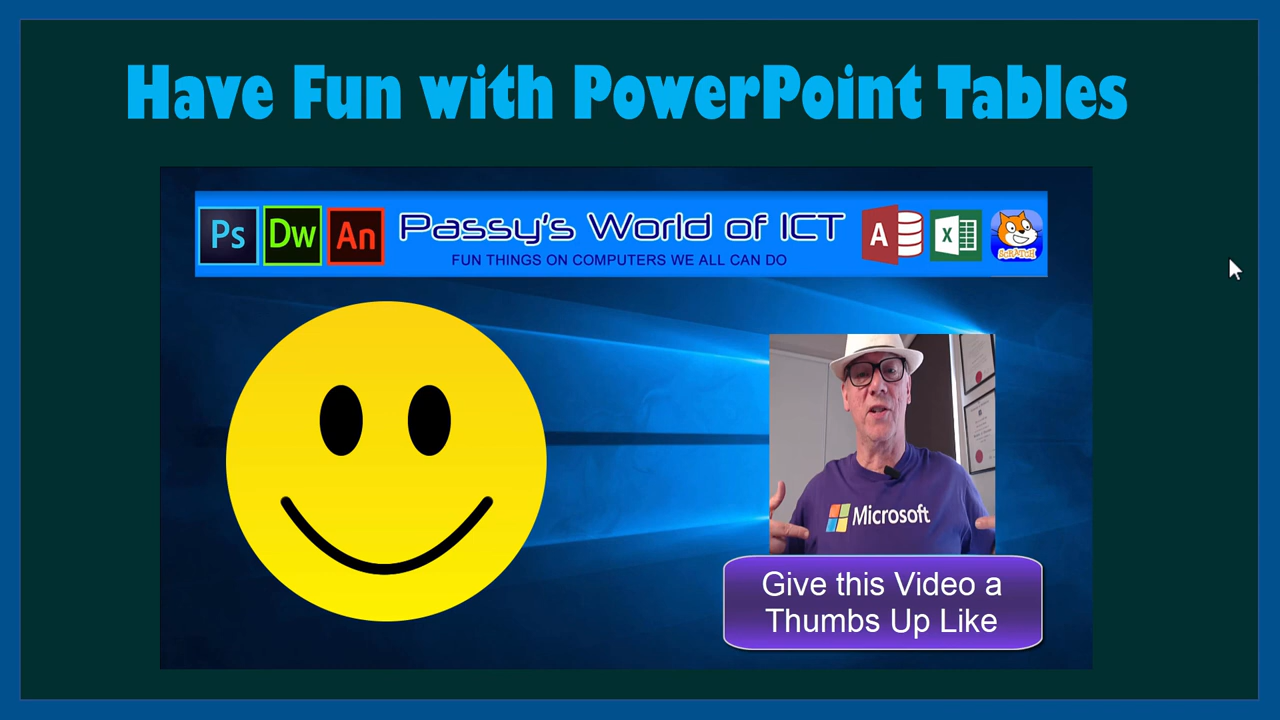 Have Fun with PowerPoint Tables
Ps
Dw
An
Passy's World of ICT
FUN THINGS ON COMPUTERS WE ALL CAN DO
A
X
SCRATCH
Microsoft
Give this Video a
Thumbs Up Like